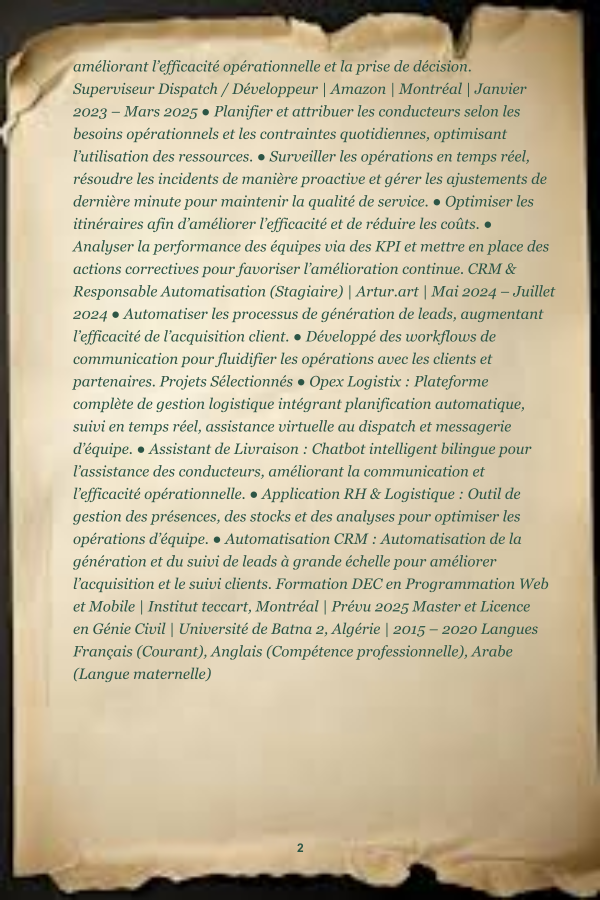 améliorant l’efficacité opérationnelle et la prise de décision.
Superviseur Dispatch / Développeur | Amazon | Montréal | Janvier
2023 – Mars 2025 ● Planifier et attribuer les conducteurs selon les
besoins opérationnels et les contraintes quotidiennes, optimisant
l’utilisation des ressources. ● Surveiller les opérations en temps réel,
résoudre les incidents de manière proactive et gérer les ajustements de
dernière minute pour maintenir la qualité de service. ● Optimiser les
itinéraires afin d’améliorer l’efficacité et de réduire les coûts. ●
Analyser la performance des équipes via des KPI et mettre en place des
actions correctives pour favoriser l’amélioration continue. CRM &
Responsable Automatisation (Stagiaire) | Artur.art | Mai 2024 – Juillet
2024 ● Automatiser les processus de génération de leads, augmentant
l’efficacité de l’acquisition client. ● Développé des workflows de
communication pour fluidifier les opérations avec les clients et
partenaires. Projets Sélectionnés ● Opex Logistix : Plateforme
complète de gestion logistique intégrant planification automatique,
suivi en temps réel, assistance virtuelle au dispatch et messagerie
d’équipe. ● Assistant de Livraison : Chatbot intelligent bilingue pour
l’assistance des conducteurs, améliorant la communication et
l’efficacité opérationnelle. ● Application RH & Logistique : Outil de
gestion des présences, des stocks et des analyses pour optimiser les
opérations d’équipe. ● Automatisation CRM : Automatisation de la
génération et du suivi de leads à grande échelle pour améliorer
l’acquisition et le suivi clients. Formation DEC en Programmation Web
et Mobile | Institut teccart, Montréal | Prévu 2025 Master et Licence
en Génie Civil | Université de Batna 2, Algérie | 2015 – 2020 Langues
Français (Courant), Anglais (Compétence professionnelle), Arabe
(Langue maternelle)
2